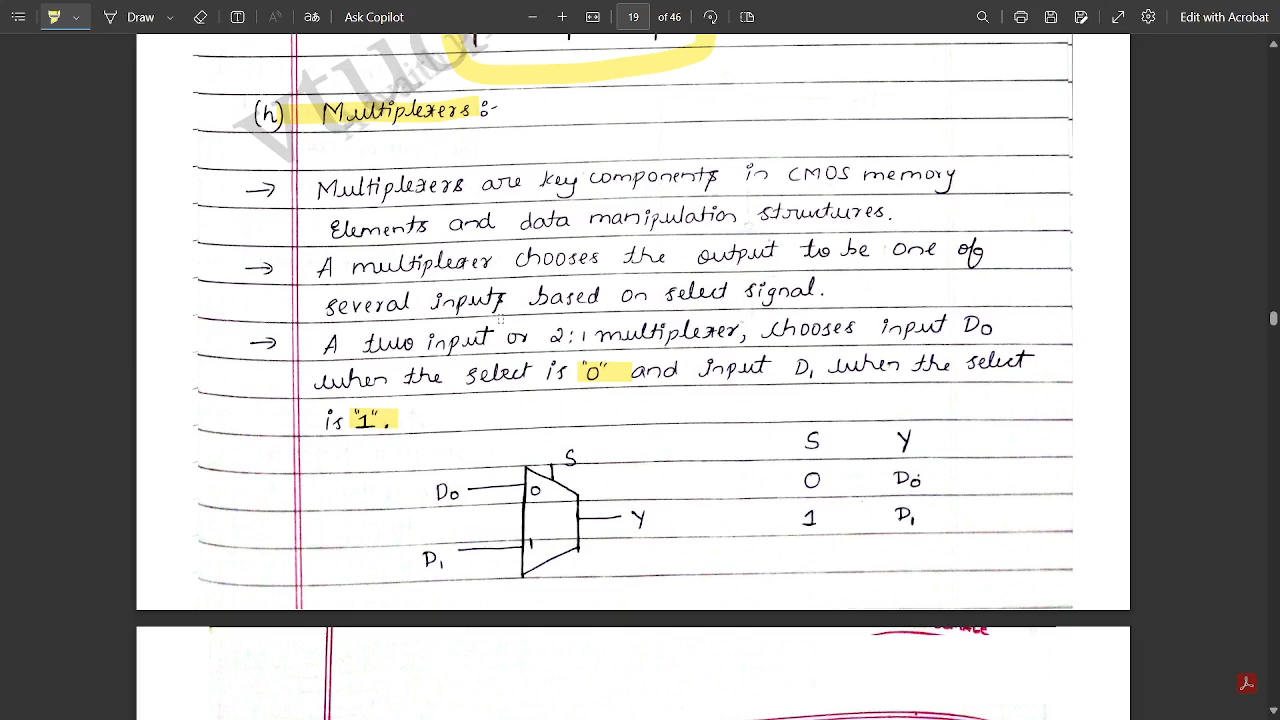 Ask Copilot
19 of 46
Edit with Acrobat
(h) Multiplexers :-
→ Multiplexers are key components in CMOS memory
Elements and data manipulation structures.
→ A multiplexer chooses the output to be one of
several inputs based on select signal.
→ A two input or 2:1 multiplexer, chooses input D0
when the select is "0" and input D1 when the select
is "1".
S Y
S
D0 0
0 D0
Y
1 D1
D1 1